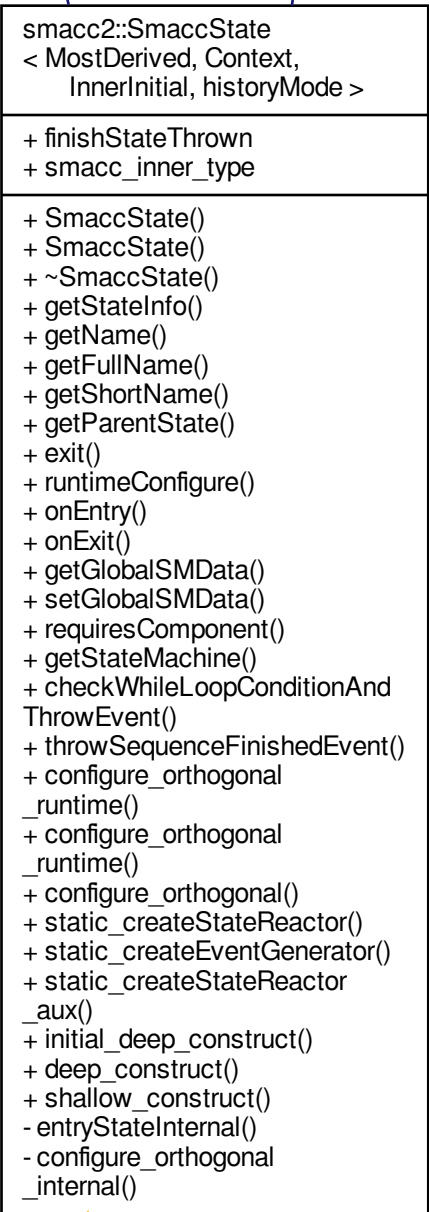 smacc2::SmaccState
< MostDerived, Context,
InnerInitial, historyMode >
+ finishStateThrown
+ smacc_inner_type
+ SmaccState()
+ SmaccState()
+ ~SmaccState()
+ getStateInfo()
+ getName()
+ getFullName()
+ getShortName()
+ getParentState()
+ exit()
+ runtimeConfigure()
+ onEntry()
+ onExit()
+ getGlobalSMData()
+ setGlobalSMData()
+ requiresComponent()
+ getStateMachine()
+ checkWhileLoopConditionAnd
ThrowEvent()
+ throwSequenceFinishedEvent()
+ configure_orthogonal
_runtime()
+ configure_orthogonal
_runtime()
+ configure_orthogonal()
+ static_createStateReactor()
+ static_createEventGenerator()
+ static_createStateReactor
_aux()
+ initial_deep_construct()
+ deep_construct()
+ shallow_construct()
- entryStateInternal()
- configure_orthogonal
_internal()